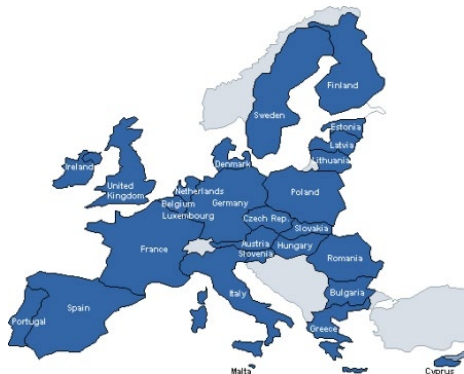 Finland
Sweden
Estonia
Latvia
Lithuania
Denmark
Ireland
United
Kingdom
Netherlands
Belgium
Luxembourg
Germany
Poland
Czech Rep.
Slovakia
France
Austria
Slovenia
Hungary
Romania
Bulgaria
Italy
Spain
Portugal
Greece
Malta
Cyprus